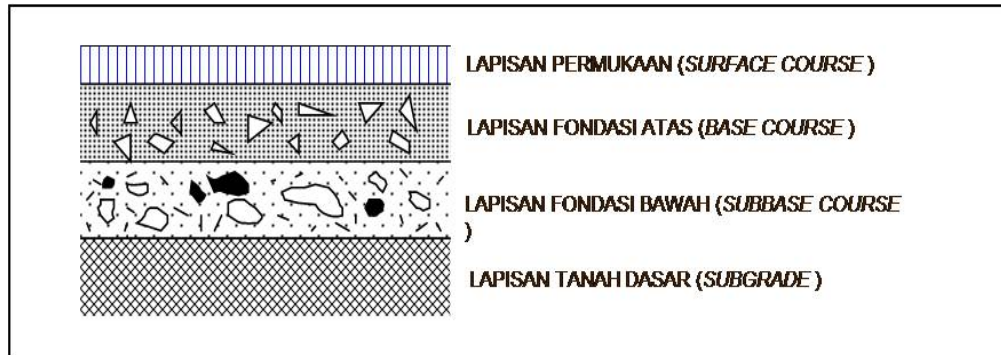 LAPISAN PERMUKAAN (SURFACE COURSE )
LAPISAN FONDASI ATAS (BASE COURSE )
LAPISAN FONDASI BAWAH (SUBBASE COURSE
)
LAPISAN TANAH DASAR (SUBGRADE )